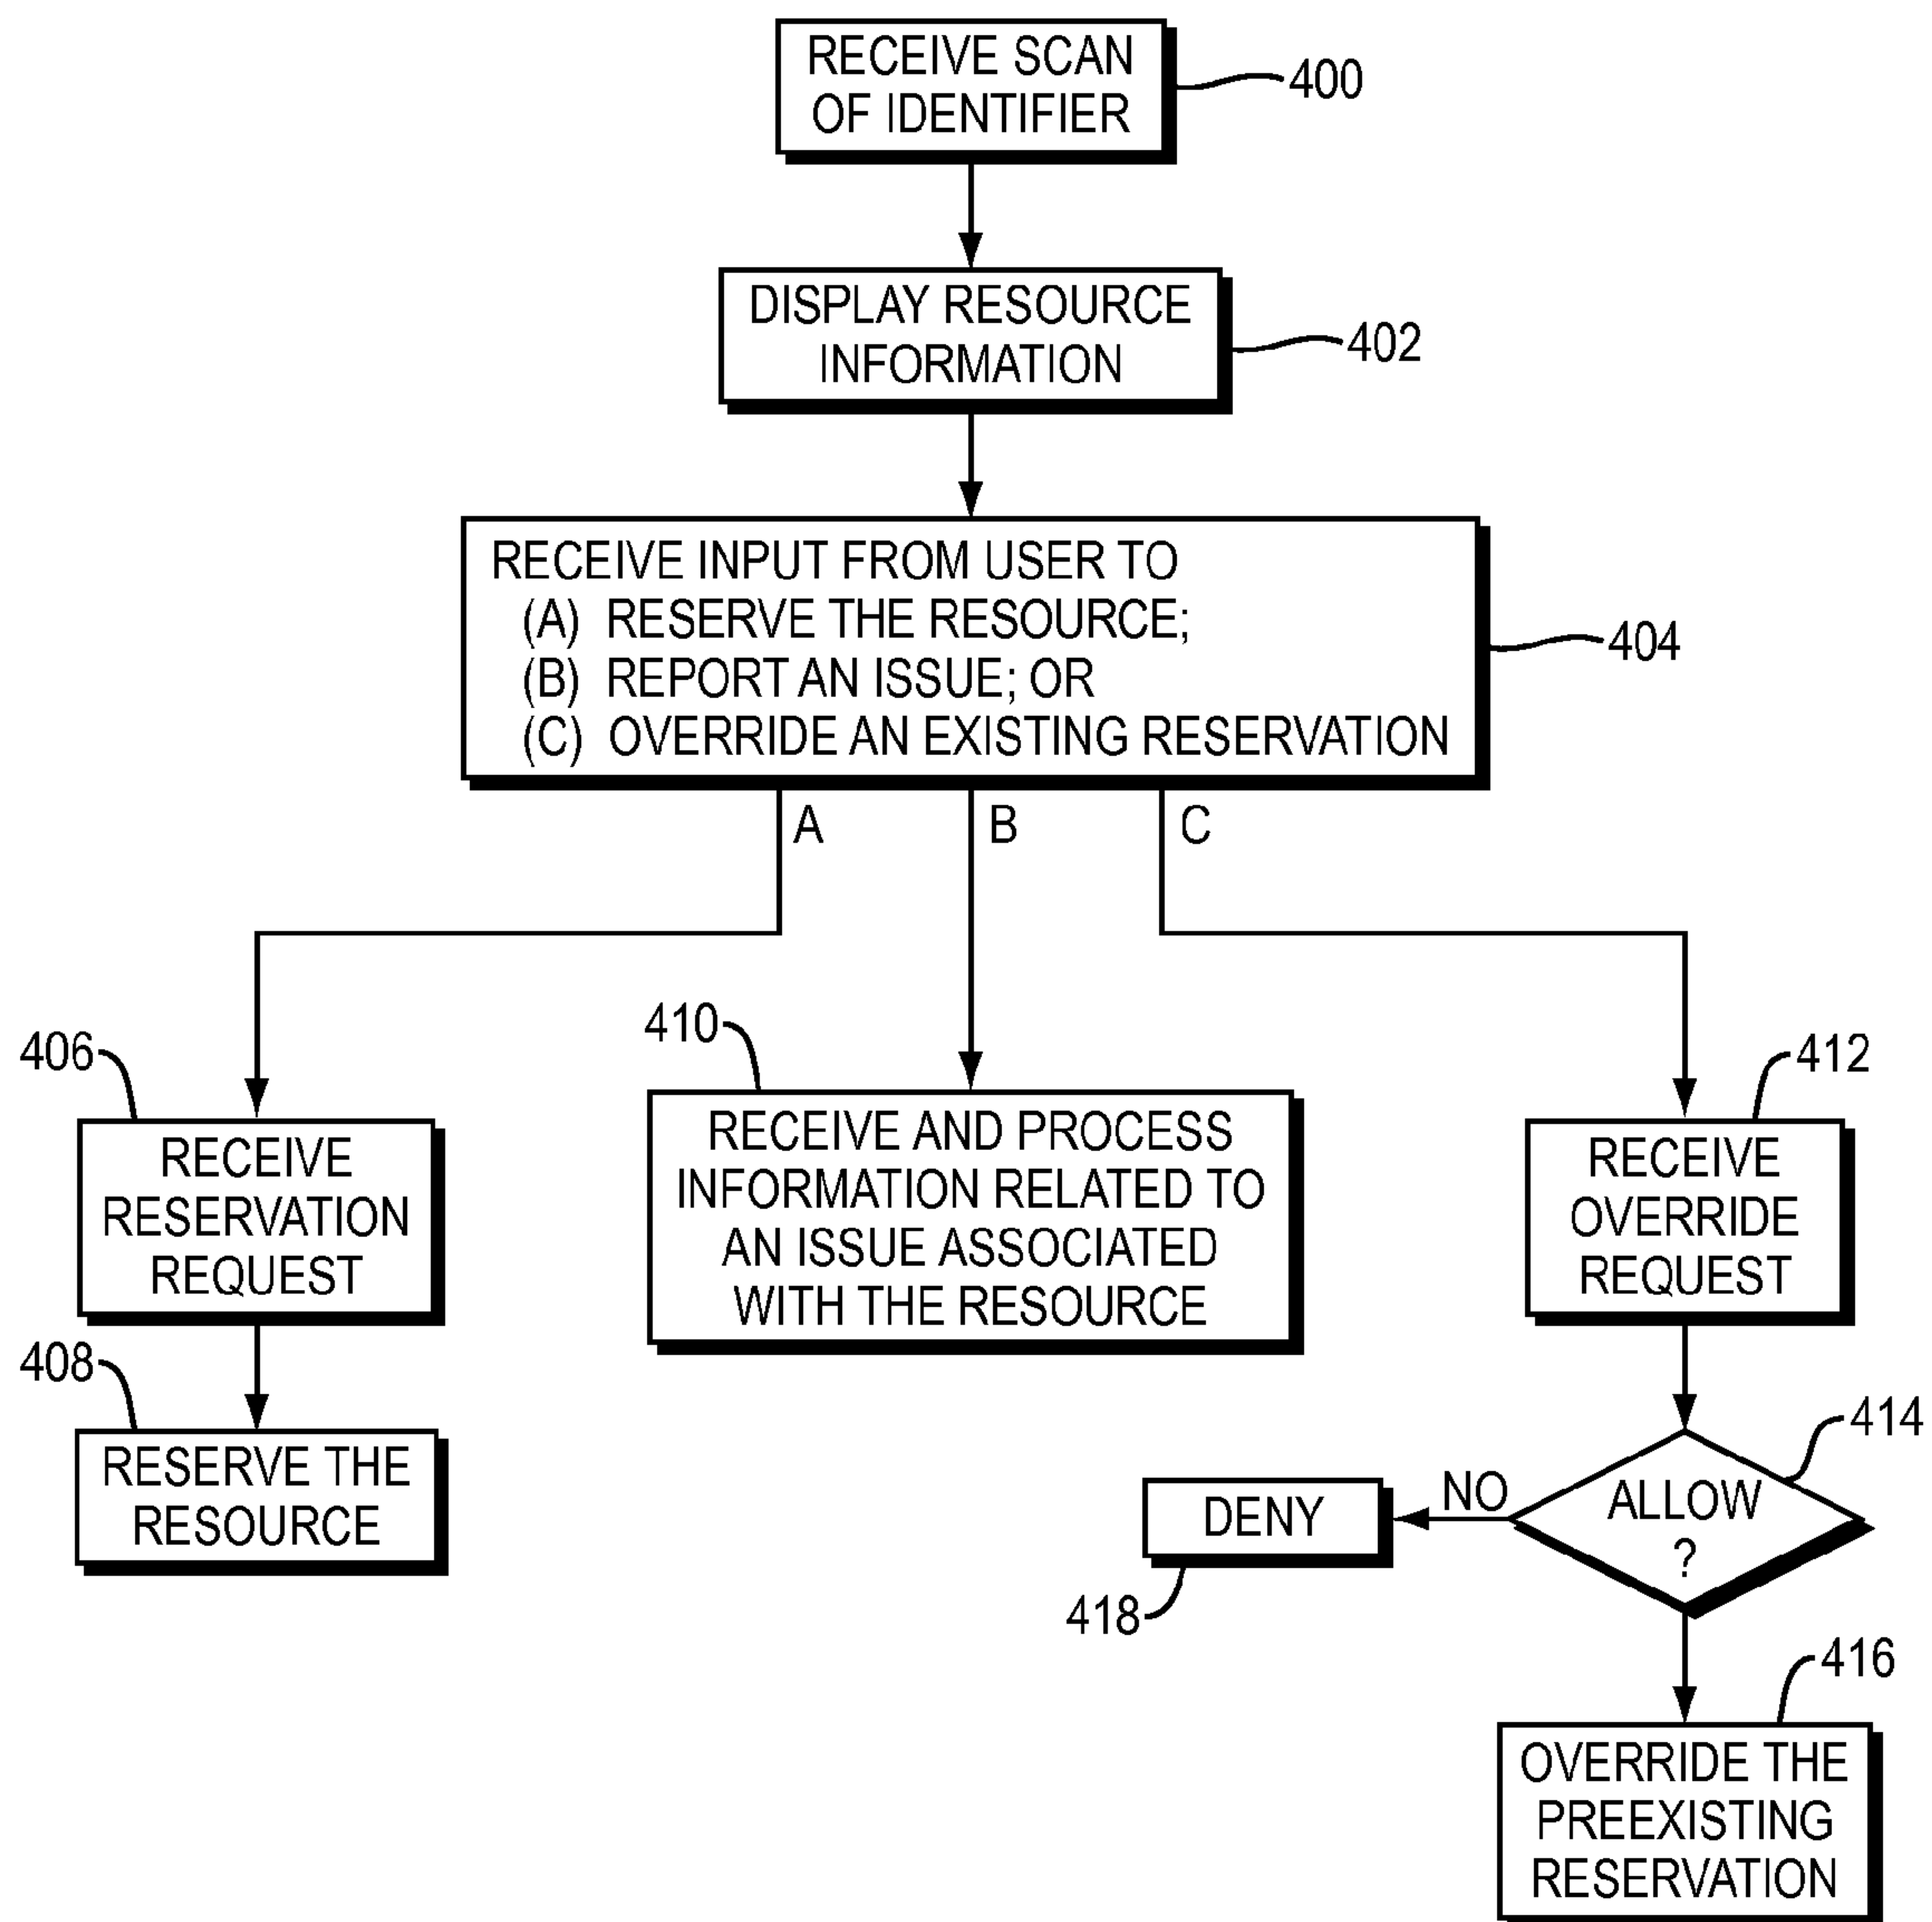 RECEIVE SCAN
OF IDENTIFIER
400
DISPLAY RESOURCE
INFORMATION
402
RECEIVE INPUT FROM USER TO
(A) RESERVE THE RESOURCE;
(B) REPORT AN ISSUE; OR
(C) OVERRIDE AN EXISTING RESERVATION
404
A
B
C
406
RECEIVE
RESERVATION
REQUEST
408
RESERVE THE
RESOURCE
410
RECEIVE AND PROCESS
INFORMATION RELATED TO
AN ISSUE ASSOCIATED
WITH THE RESOURCE
412
RECEIVE
OVERRIDE
REQUEST
414
ALLOW
?
NO
DENY
418
416
OVERRIDE THE
PREEXISTING
RESERVATION